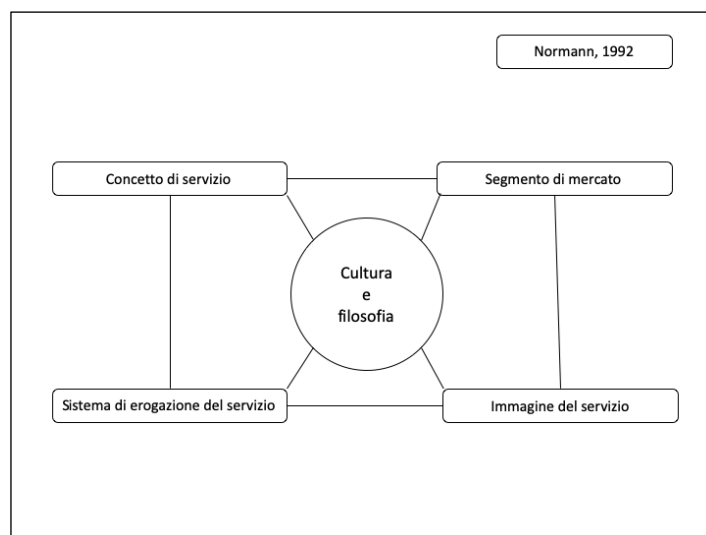 Normann, 1992
Concetto di servizio
Segmento di mercato
Cultura
e
filosofia
Sistema di erogazione del servizio
Immagine del servizio